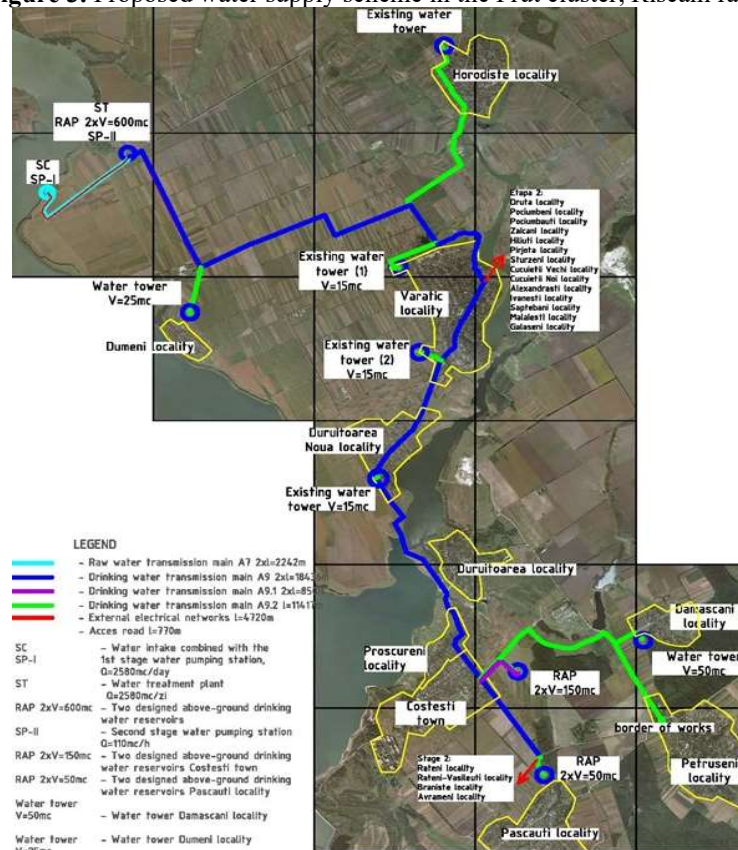 Figure 3. Proposed water supply scheme in the Prut cluster, Riscani
Existing water
tower
Horodiste locality
ST
RAP 2xV=600mc
SP-II
SC
SP-I
Etapa 2:
Druta locality
Pociumbeni locality
Pociumbauti locality
Zaicani locality
Hiliuti locality
Pirjota locality
Sturzeni locality
Cucuietii Vechi locality
Cucuietii Noi locality
Alexandrasti locality
Ivanesti locality
Saptebani locality
Malaiesti locality
Galaseni locality
Existing water
tower (1)
V=15mc
Water tower
V=25mc
Varatic
locality
Dumeni locality
Existing water
tower (2)
V=15mc
Duruitoarea
Noua locality
Existing water
tower V=15mc
Duruitoarea locality
Damascani
locality
Proscureni
locality
Water tower
V=50mc
RAP
2xV=150mc
Costesti
town
border of works
Petruseni
locality
Stage 2:
Rateni locality
Rateni-Vasileuti locality
Braniste locality
Avrameni locality
RAP
2xV=50mc
Pascauti locality
LEGEND
- Raw water transmission main A7 2xl=2242m
- Drinking water transmission main A9 2xl=1843
- Drinking water transmission main A9.1 2xl=85
- Drinking water transmission main A9.2 l=11417
- External electrical networks l=4720m
- Acces road l=770m
SC
SP-I
- Water intake combined with the
1st stage water pumping station,
Q=2580mc/day
ST
- Water treatment plant
Q=2580mc/zi
RAP 2xV=600mc
- Two designed above-ground drinking
water reservoirs
SP-II
- Second stage water pumping station
Q=110mc/h
RAP 2xV=150mc
- Two designed above-ground drinking
water reservoirs Costesti town
RAP 2xV=50mc
- Two designed above-ground drinking
water reservoirs Pascauti locality
Water tower
V=50mc
- Water tower Damascani locality
Water tower
V=25mc
- Water tower Dumeni locality